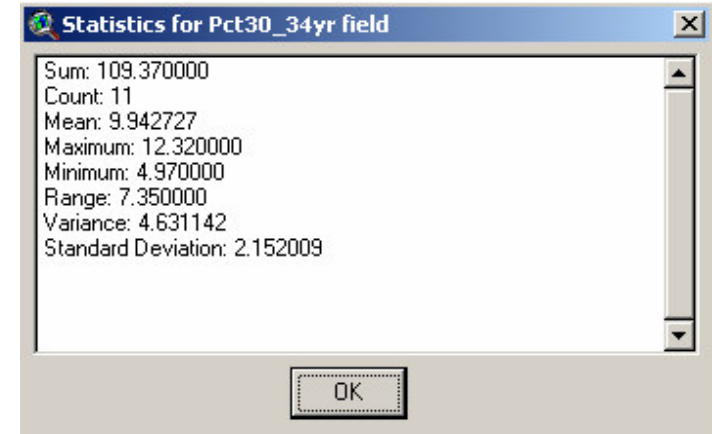 Statistics for Pct30_34yr field
Sum: 109.370000
Count: 11
Mean: 9.942727
Maximum: 12.320000
Minimum: 4.970000
Range: 7.350000
Variance: 4.631142
Standard Deviation: 2.152009
OK